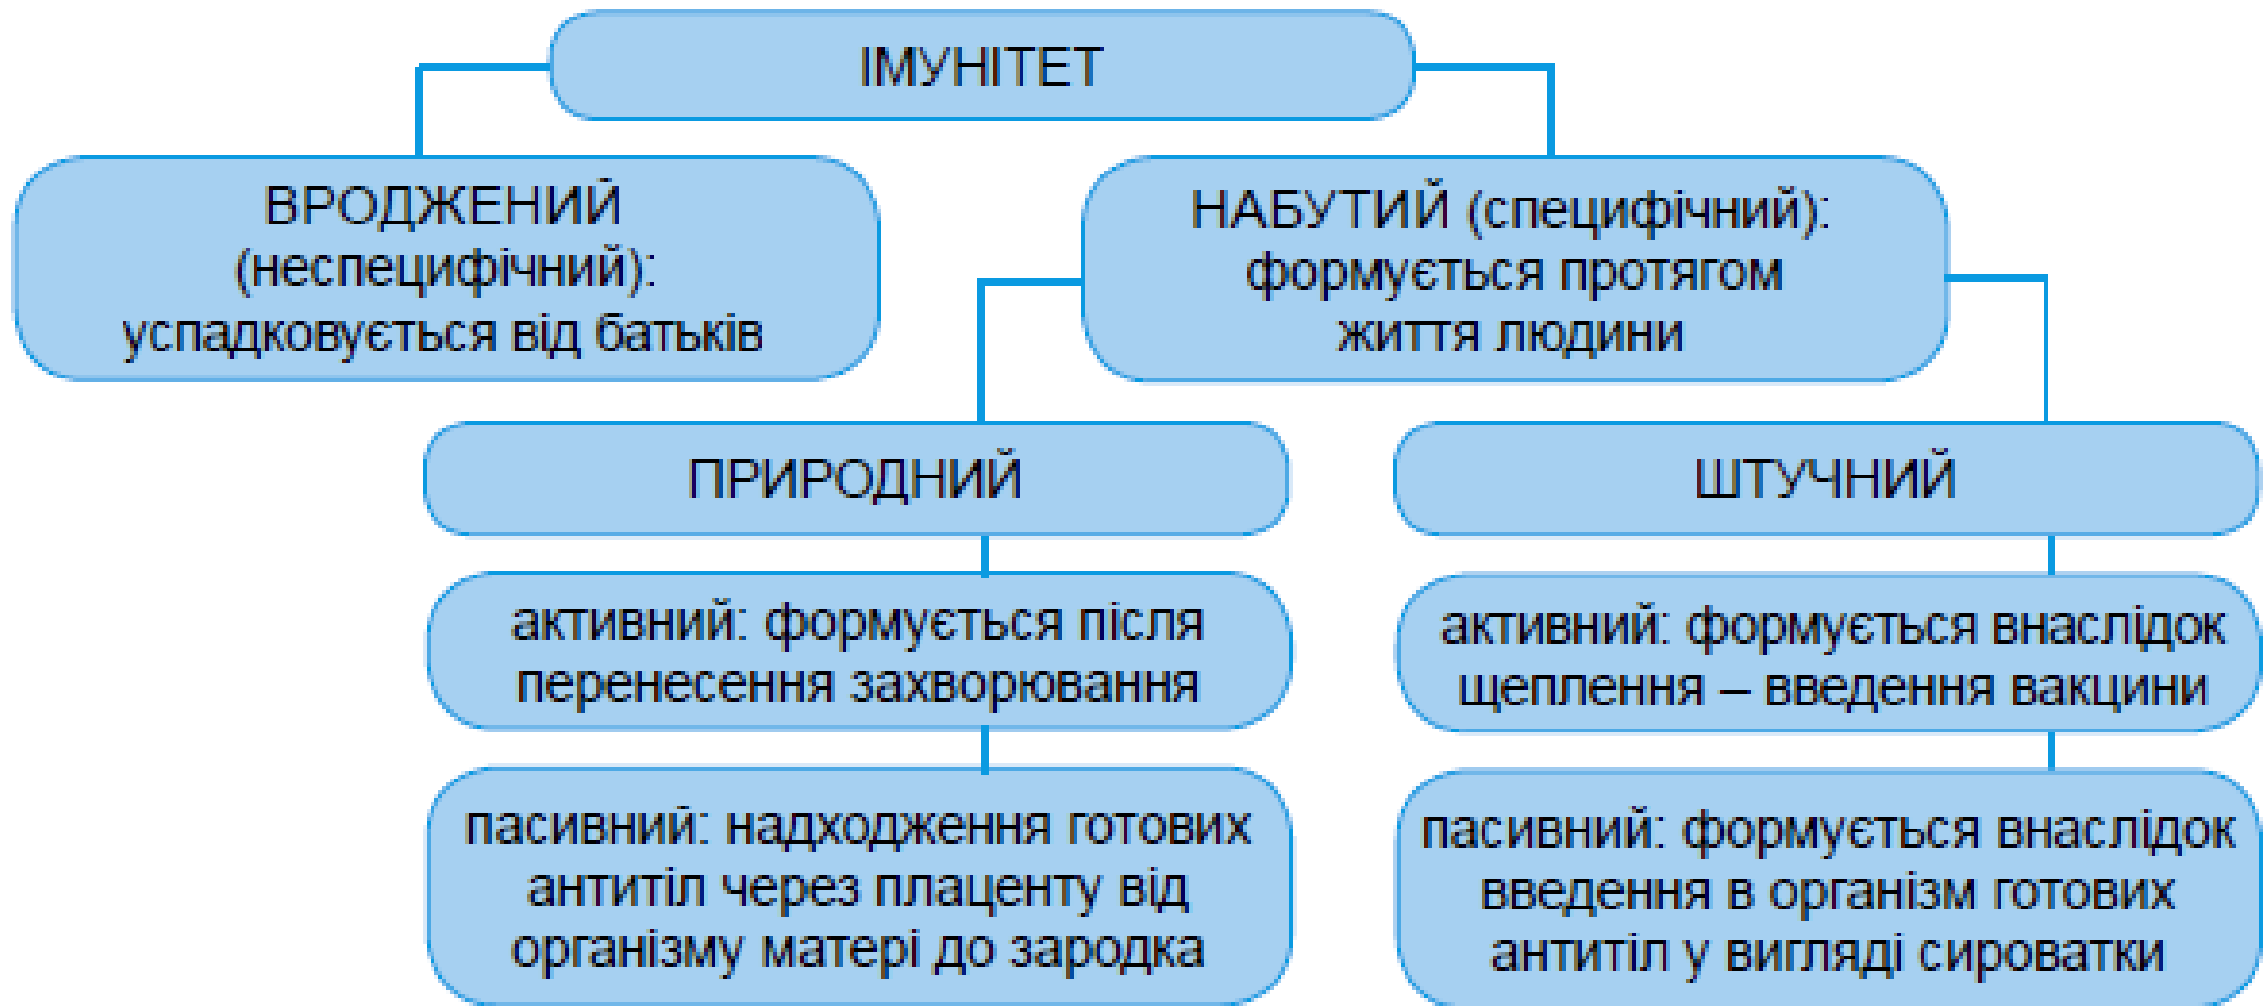 ІМУНІТЕТ
ВРОДЖЕНИЙ
(неспецифічний):
успадковується від батьків
НАБУТИЙ (специфічний):
формується протягом
життя людини
ПРИРОДНИЙ
ШТУЧНИЙ
активний: формується після
перенесення захворювання
активний: формується внаслідок
щеплення – введення вакцини
пасивний: надходження готових
антитіл через плаценту від
організму матері до зародка
пасивний: формується внаслідок
введення в організм готових
антитіл у вигляді сироватки